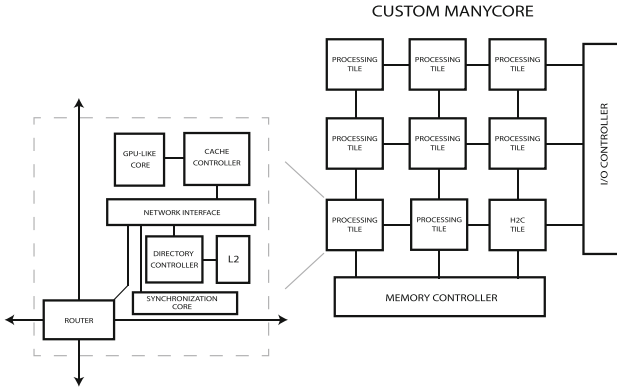 CUSTOM MANYCORE
PROCESSING
TILE
PROCESSING
TILE
PROCESSING
TILE
PROCESSING
TILE
PROCESSING
TILE
PROCESSING
TILE
PROCESSING
TILE
PROCESSING
TILE
H2C
TILE
I/O CONTROLLER
MEMORY CONTROLLER
GPU-LIKE
CORE
CACHE
CONTROLLER
NETWORK INTERFACE
DIRECTORY
CONTROLLER
L2
SYNCHRONIZATION
CORE
ROUTER